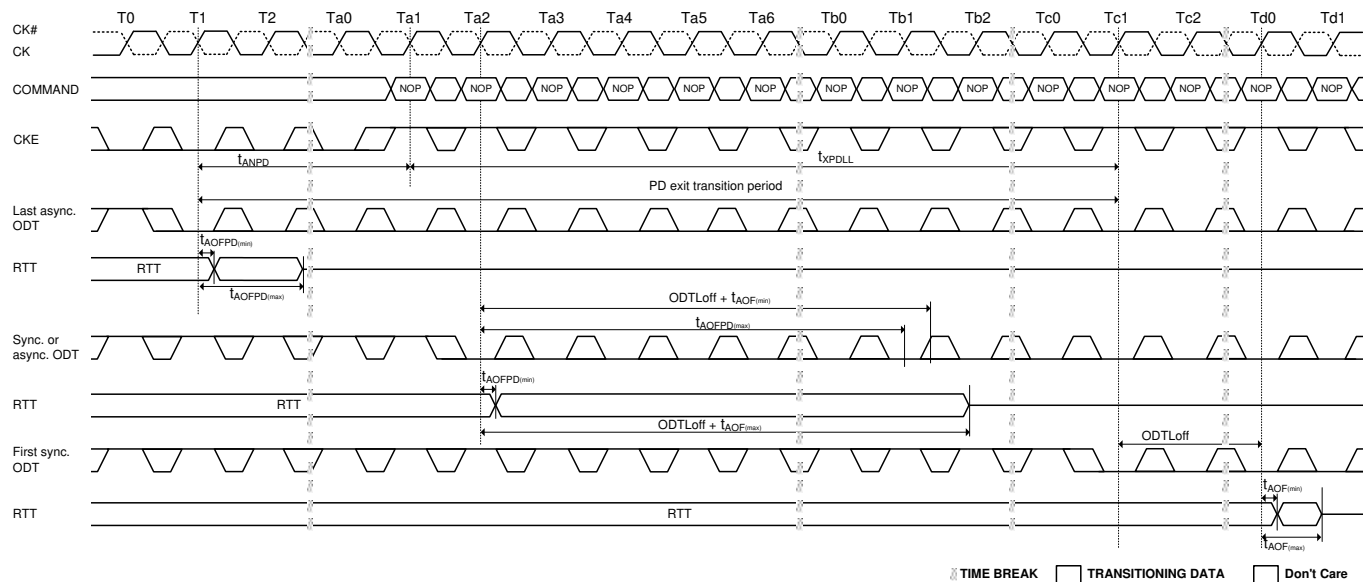 T0 T1 T2 Ta0 Ta1 Ta2 Ta3 Ta4 Ta5 Ta6 Tb0 Tb1 Tb2 Tc0 Tc1 Tc2 Td0 Td1
CK#
CK
COMMAND NOP NOP NOP NOP NOP NOP NOP NOP NOP NOP NOP NOP NOP NOP
CKE
tANPD tXPDLL
PD exit transition period
Last async.
ODT
tAOFPD(min)
RTT RTT
tAOFPD(max)
ODTLoff + tAOF(min)
tAOFPD(max)
Sync. or
async. ODT
tAOFPD(min)
RTT RTT
ODTLoff + tAOF(max)
ODTLoff
First sync.
ODT
tAOF(min)
RTT RTT
tAOF(max)
TIME BREAK TRANSITIONING DATA Don't Care